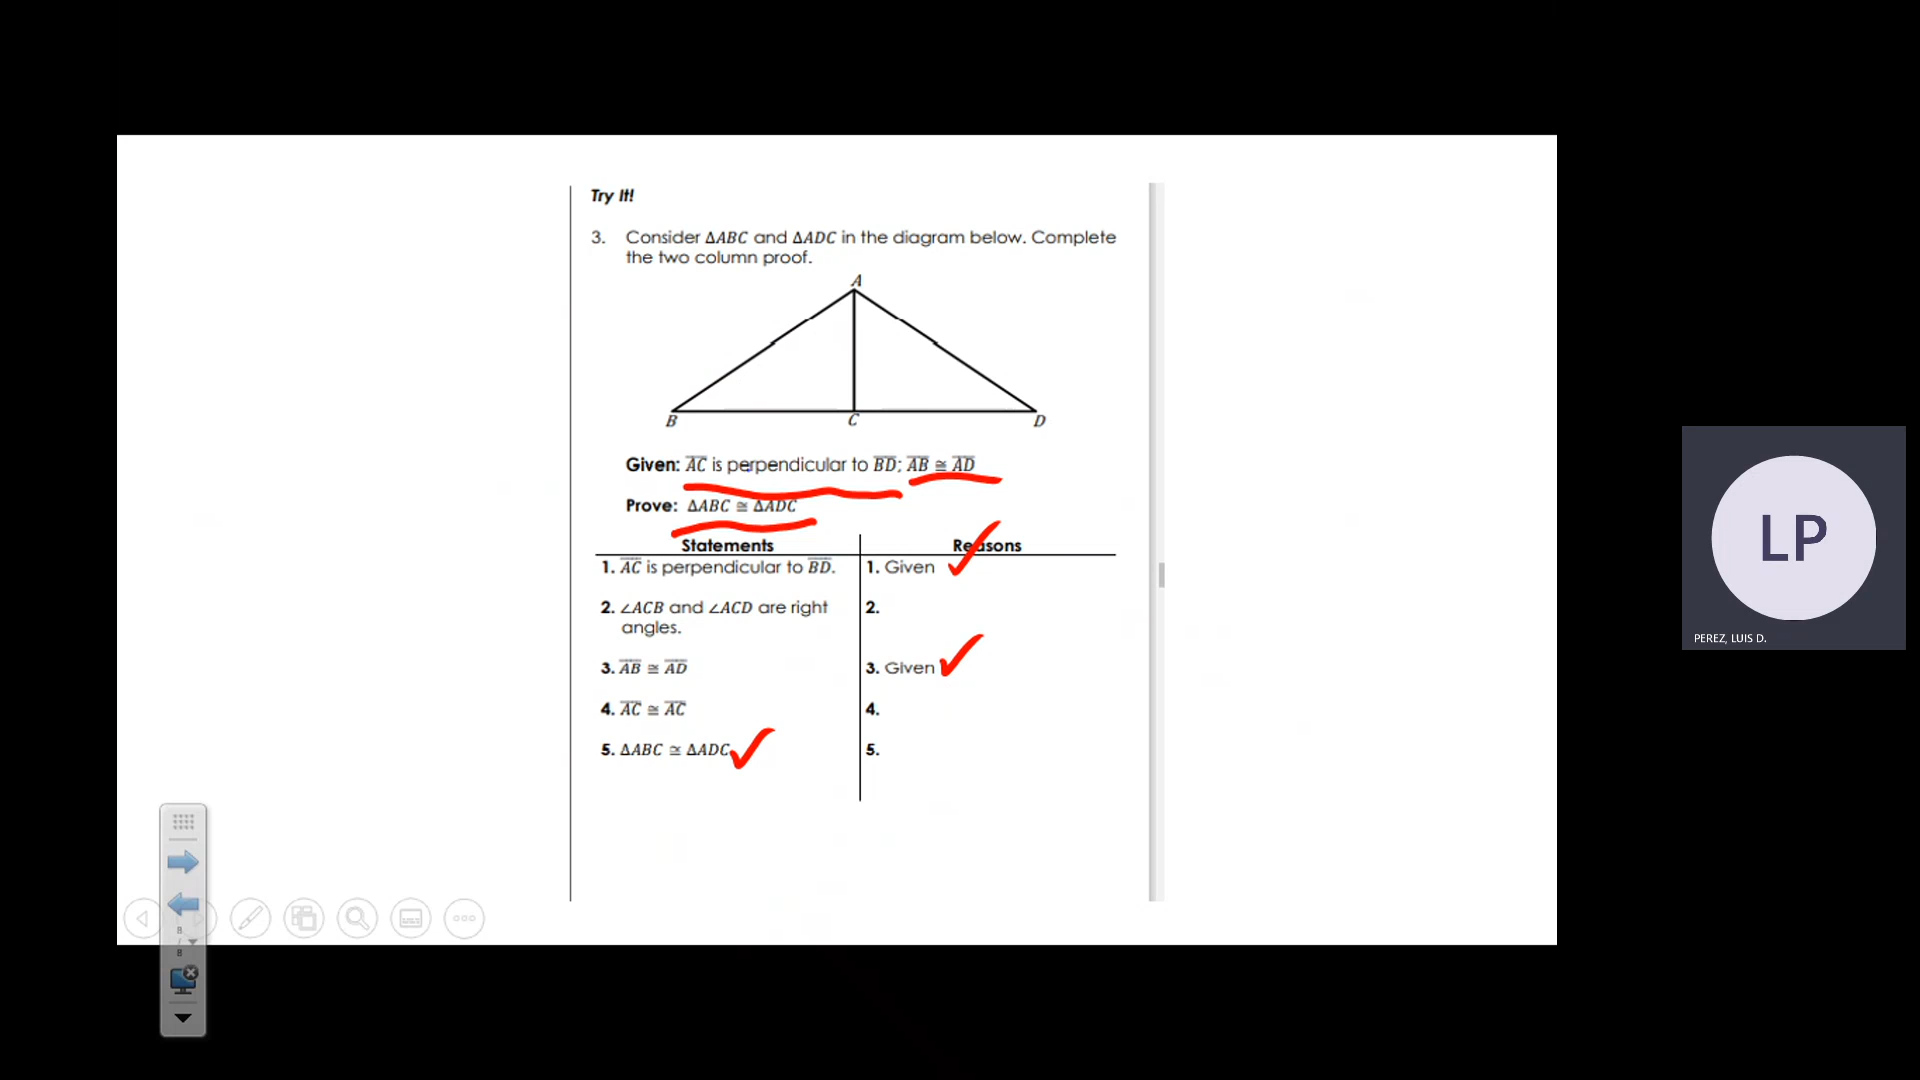 Try It!
3. Consider ΔABC and ΔADC in the diagram below. Complete
the two column proof.
A
B
C
D
Given: AC is perpendicular to BD; AB ≅ AD
Prove: ΔABC ≅ ΔADC
Statements
Reasons
1. AC is perpendicular to BD.
1. Given
2. ∠ACB and ∠ACD are right
angles.
2.
3. AB ≅ AD
3. Given
4. AC ≅ AC
4.
5. ΔABC ≅ ΔADC
5.
LP
PEREZ, LUIS D.